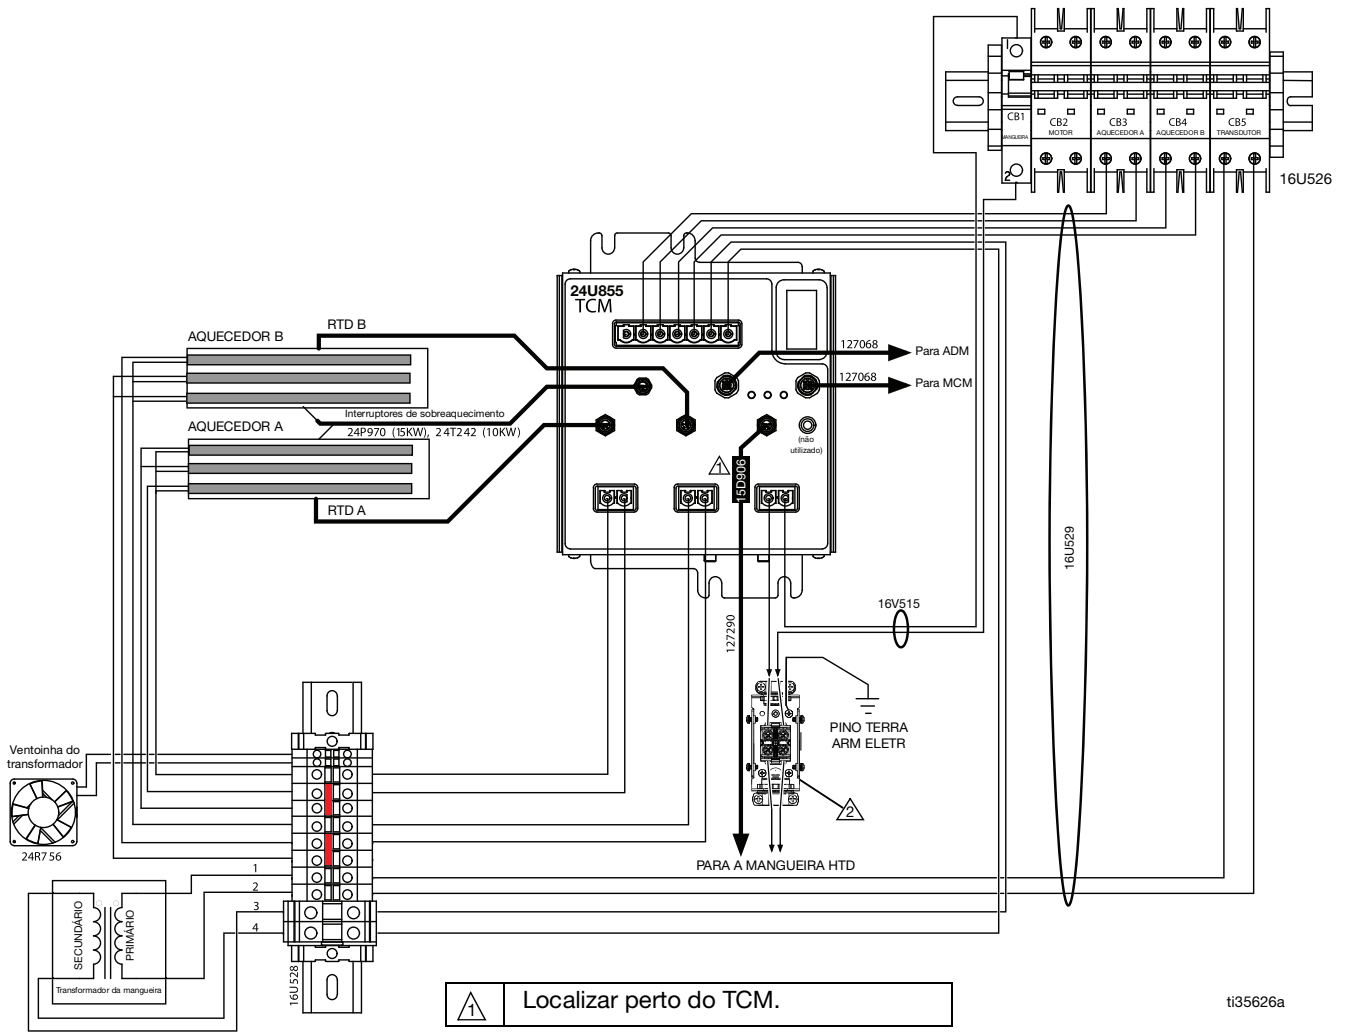 1
CB1
MANGUEIRA
2
CB2
MOTOR
CB3
AQUECEDOR A
CB4
AQUECEDOR B
CB5
TRANSDUTOR
16U526
24U855
TCM
RTD B
AQUECEDOR B
127068
Para ADM
127068
Para MCM
Interruptores de sobreaquecimento
24P970 (15KW), 24T242 (10KW)
AQUECEDOR A
(não
utilizado)
1
15D906
RTD A
16U529
16V515
127290
PINO TERRA
ARM ELETR
2
Ventoinha do
transformador
24R756
PARA A MANGUEIRA HTD
1
2
3
4
SECUNDÁRIO
PRIMÁRIO
Transformador da mangueira
16U528
1
Localizar perto do TCM.
ti35626a